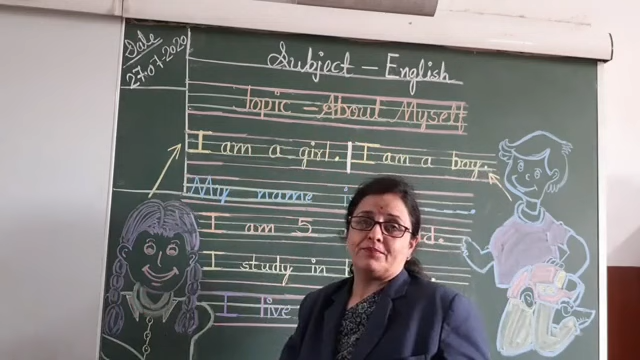 Date
27.07.2020
Subject - English
Topic - About Myself
I am a girl. I am a boy.
My name
I am 5
I study in
I live